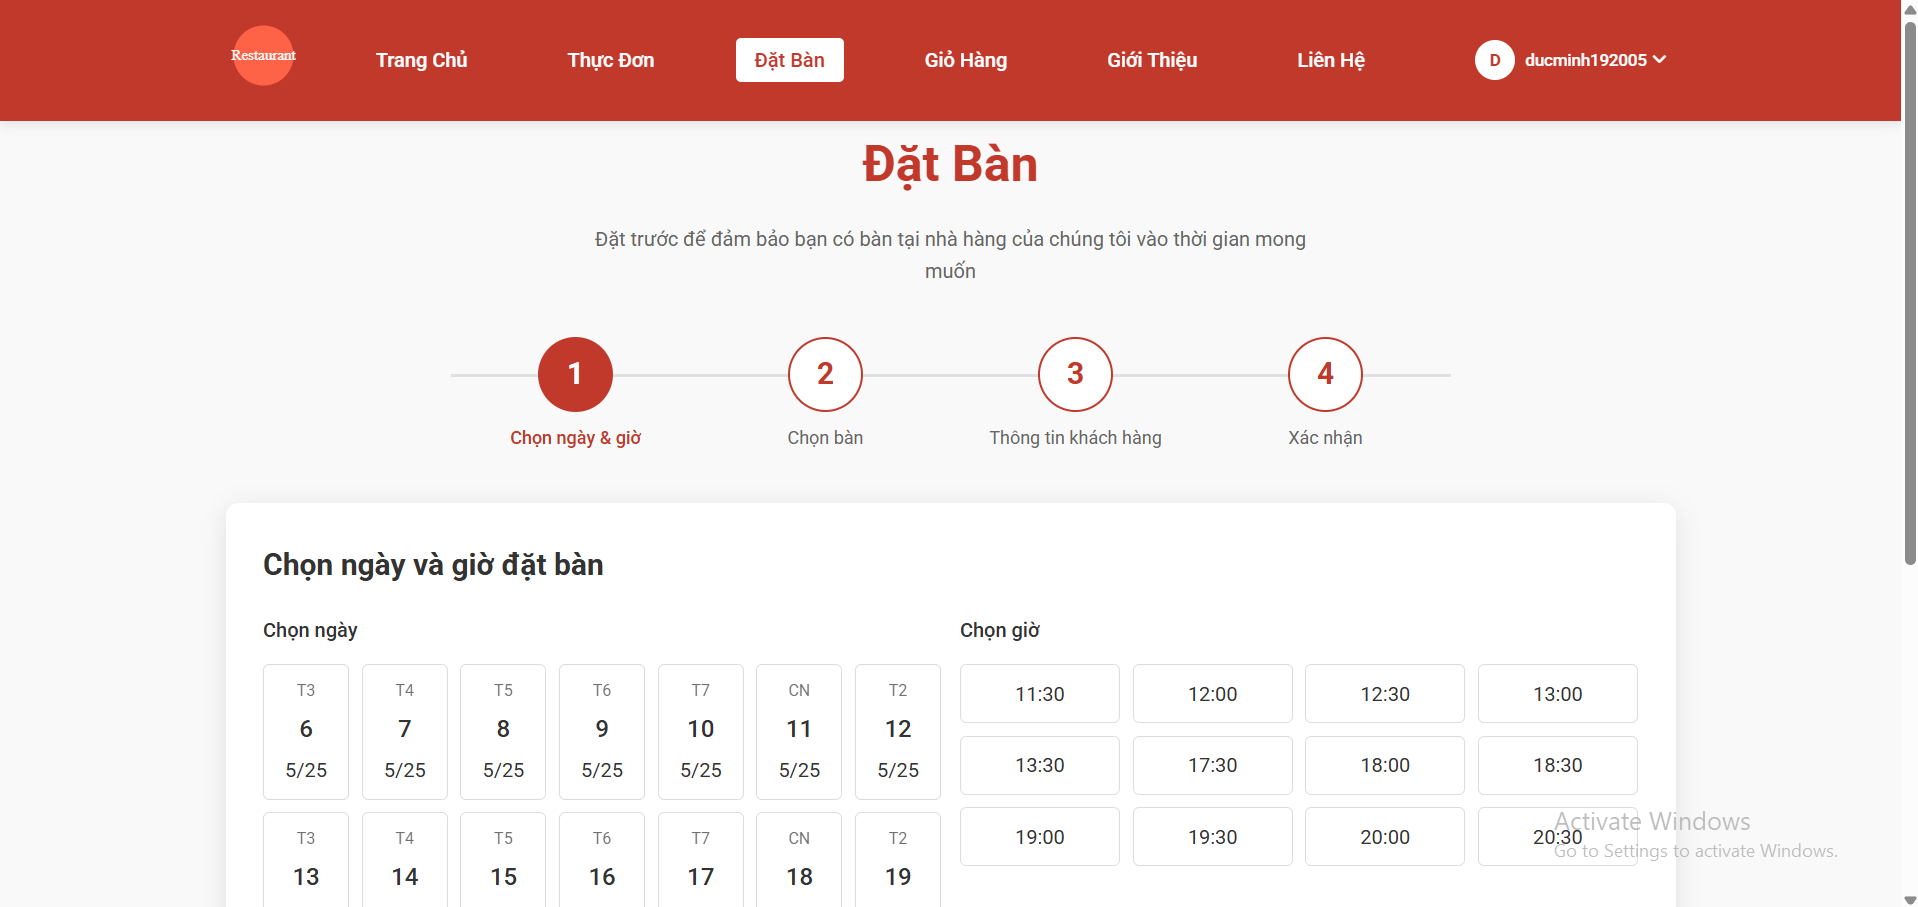 Restaurant
Trang Chủ
Thực Đơn
Đặt Bàn
Giỏ Hàng
Giới Thiệu
Liên Hệ
D
ducminh192005
Đặt Bàn
Đặt trước để đảm bảo bạn có bàn tại nhà hàng của chúng tôi vào thời gian mong
muốn
1
Chọn ngày & giờ
2
Chọn bàn
3
Thông tin khách hàng
4
Xác nhận
Chọn ngày và giờ đặt bàn
Chọn ngày
T3
6
5/25
T4
7
5/25
T5
8
5/25
T6
9
5/25
T7
10
5/25
CN
11
5/25
T2
12
5/25
T3
13
T4
14
T5
15
T6
16
T7
17
CN
18
T2
19
Chọn giờ
11:30
12:00
12:30
13:00
13:30
17:30
18:00
18:30
19:00
19:30
20:00
20:30
Activate Windows
Go to Settings to activate Windows.